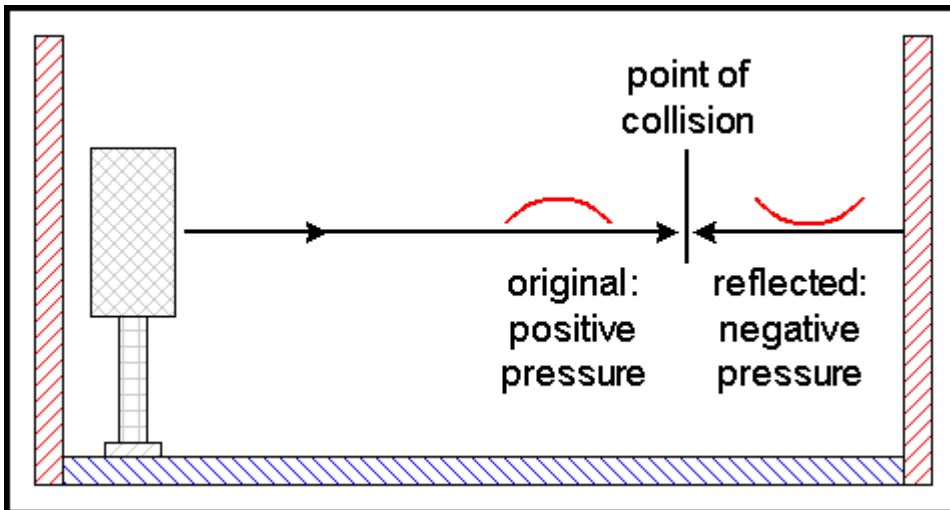 point of
collision
original:
positive
pressure
reflected:
negative
pressure